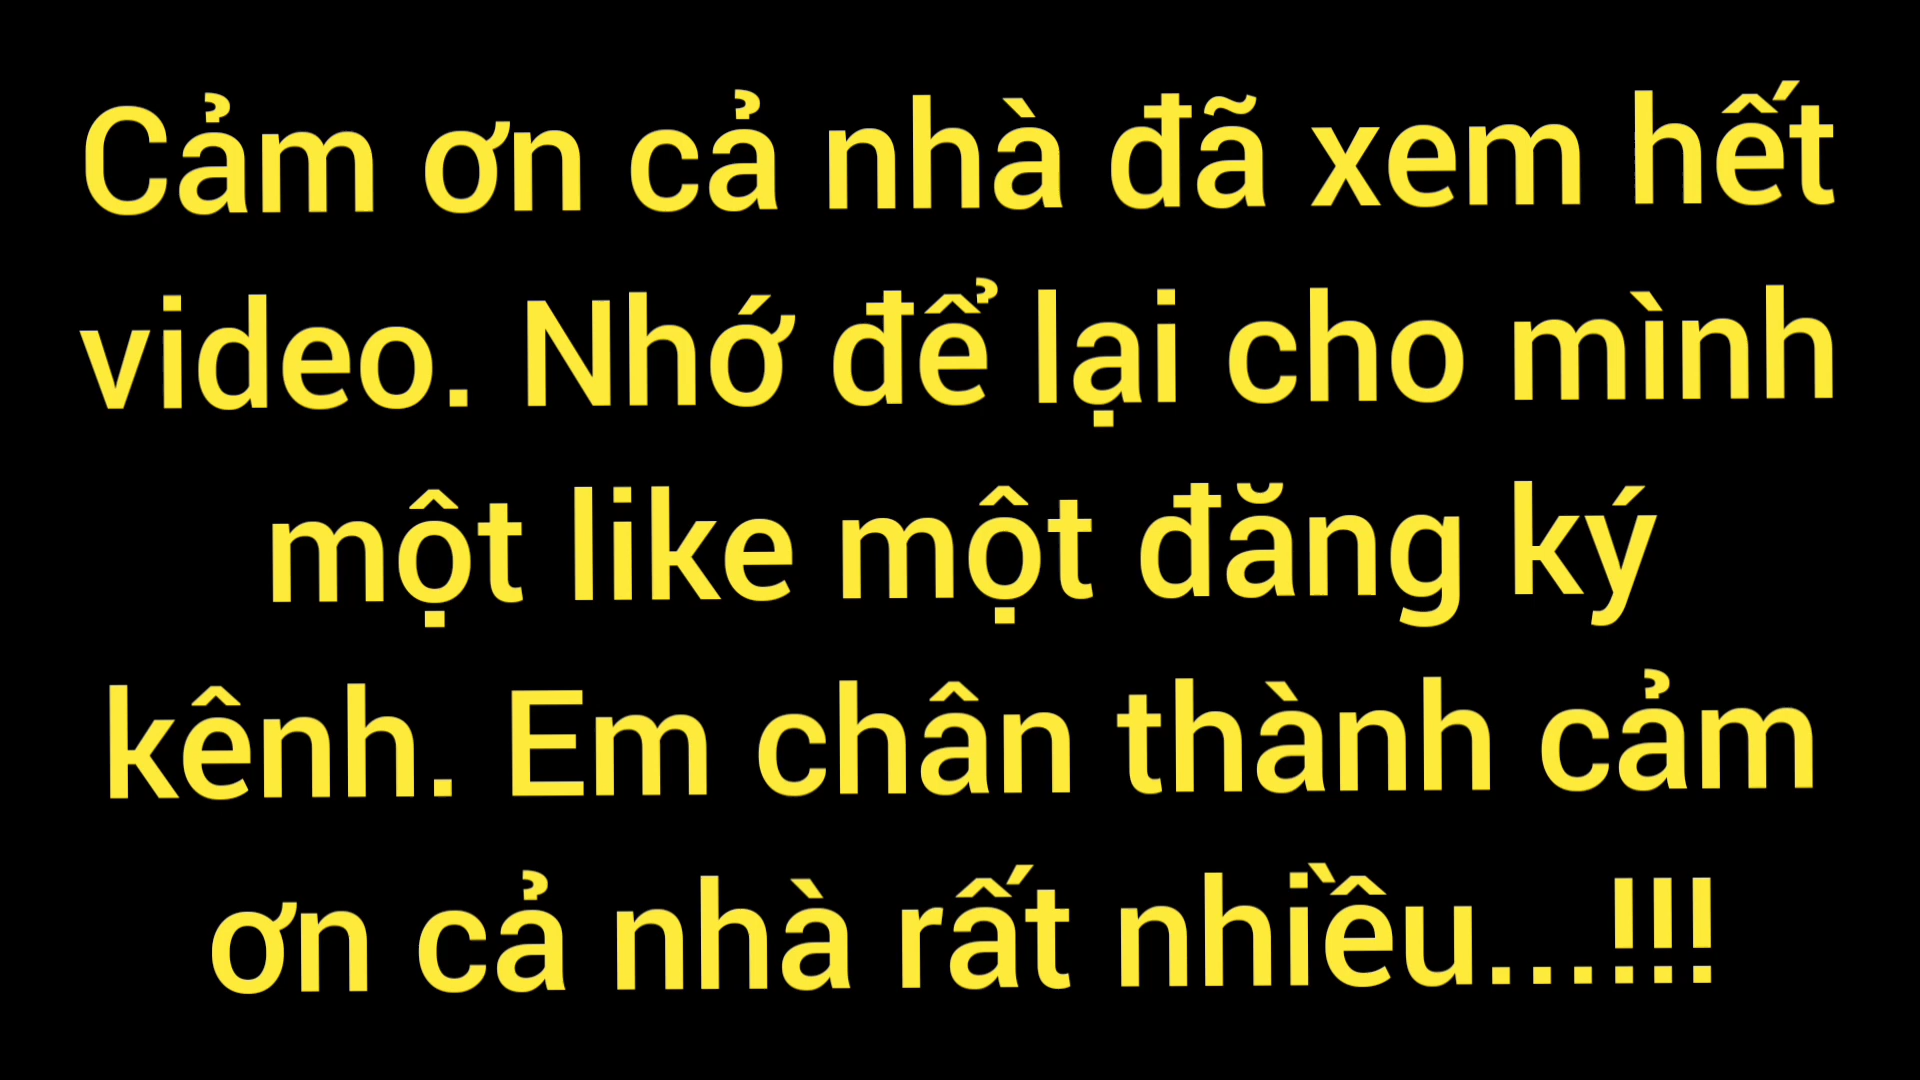 Cảm ơn cả nhà đã xem hết
video. Nhớ để lại cho mình
một like một đăng ký
kênh. Em chân thành cảm
ơn cả nhà rất nhiều...!!!